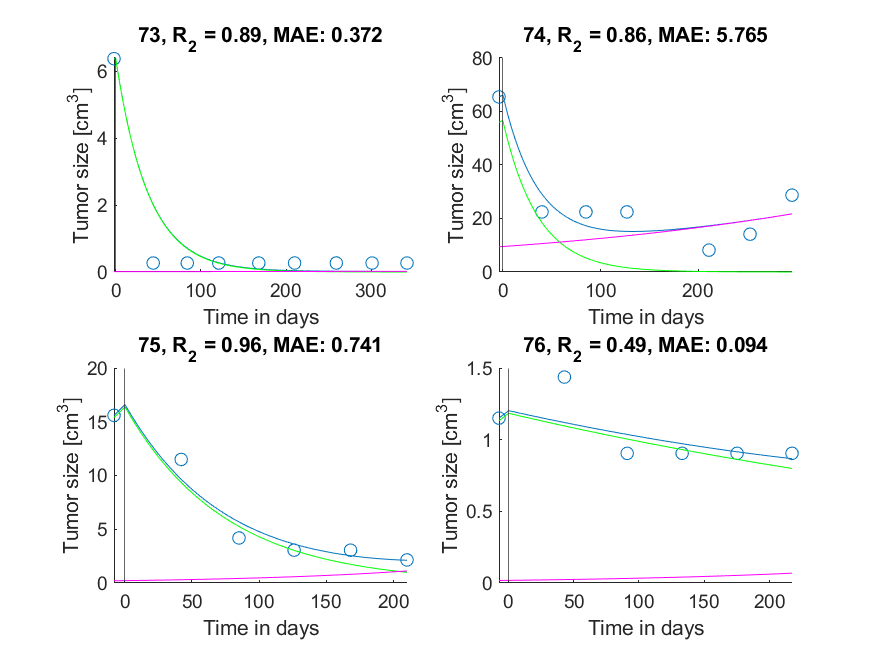 73, R2 = 0.89, MAE: 0.372
Tumor size [cm3]
6
4
2
0
0 100 200 300
Time in days
74, R2 = 0.86, MAE: 5.765
Tumor size [cm3]
80
60
40
20
0
0 100 200
Time in days
75, R2 = 0.96, MAE: 0.741
Tumor size [cm3]
20
15
10
5
0
0 50 100 150 200
Time in days
76, R2 = 0.49, MAE: 0.094
Tumor size [cm3]
1.5
1
0.5
0
0 50 100 150 200
Time in days